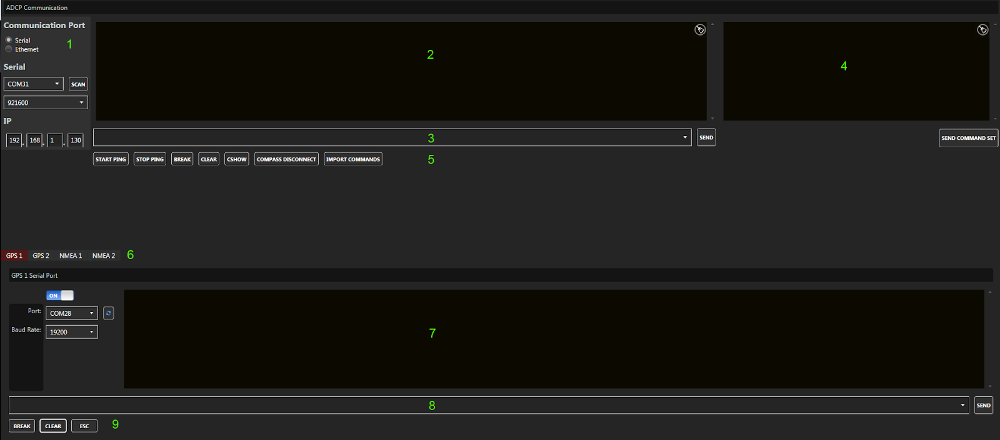 ADCP Communication
Communication Port
Serial
Ethernet
1
Serial
COM31
SCAN
921600
IP
192 . 168 . 1 . 130
2
4
3
SEND
SEND COMMAND SET
START PING STOP PING BREAK CLEAR CSHOW COMPASS DISCONNECT IMPORT COMMANDS
5
GPS 1 GPS 2 NMEA 1 NMEA 2
6
GPS 1 Serial Port
ON
Port: COM28
Baud Rate: 19200
7
8
SEND
BREAK CLEAR ESC
9